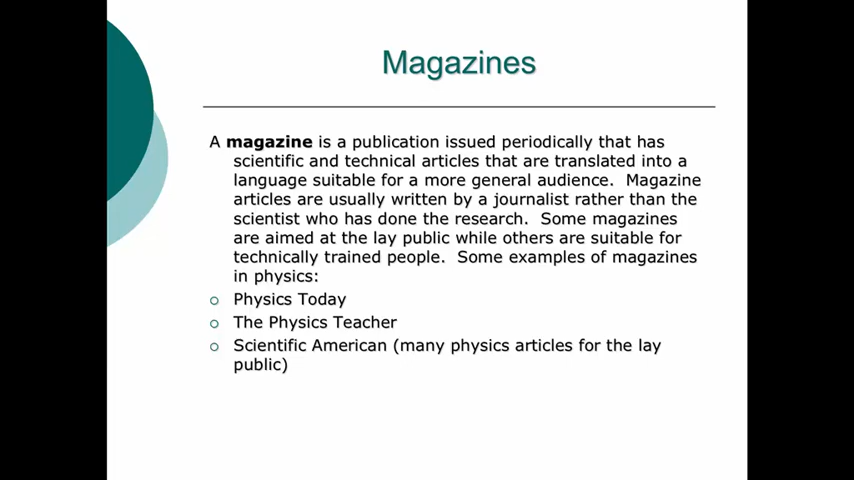 Magazines
A magazine is a publication issued periodically that has
scientific and technical articles that are translated into a
language suitable for a more general audience.  Magazine
articles are usually written by a journalist rather than the
scientist who has done the research.  Some magazines
are aimed at the lay public while others are suitable for
technically trained people.  Some examples of magazines
in physics:
Physics Today
The Physics Teacher
Scientific American (many physics articles for the lay
public)